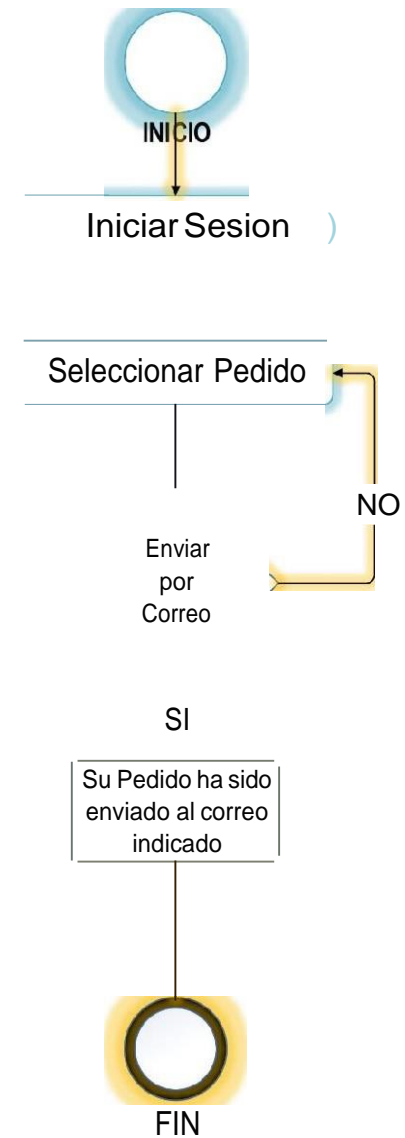 INICIO
Iniciar Sesion
Seleccionar Pedido
NO
Enviar
por
Correo
SI
Su Pedido ha sido
enviado al correo
indicado
FIN